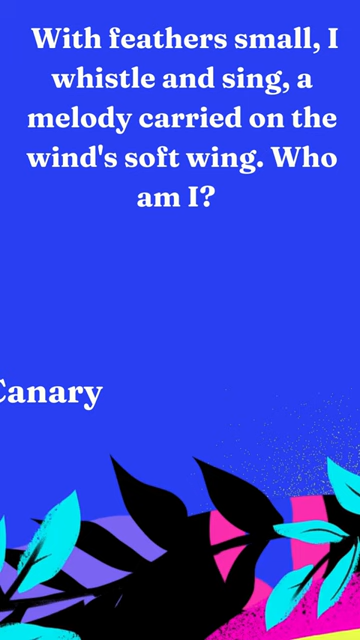 With feathers small, I
whistle and sing, a
melody carried on the
wind's soft wing. Who
am I?
Canary